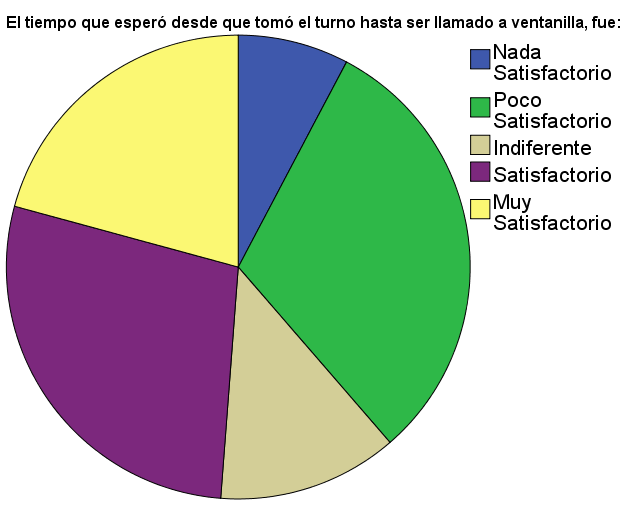 El tiempo que esperó desde que tomó el turno hasta ser llamado a ventanilla, fue:
Nada
Satisfactorio
Poco
Satisfactorio
Indiferente
Satisfactorio
Muy
Satisfactorio